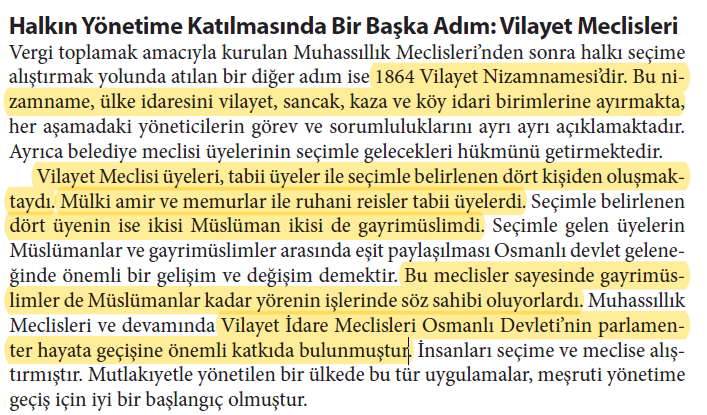 Halkın Yönetime Katılmasında Bir Başka Adım: Vilayet Meclisleri
Vergi toplamak amacıyla kurulan Muhassıllık Meclisleri’nden sonra halkı seçime
alıştırmak yolunda atılan bir diğer adım ise 1864 Vilayet Nizamnamesi’dir. Bu ni-
zamname, ülke idaresini vilayet, sancak, kaza ve köy idari birimlerine ayırmakta,
her aşamadaki yöneticilerin görev ve sorumluluklarını ayrı ayrı açıklamaktadır.
Ayrıca belediye meclisi üyelerinin seçimle gelecekleri hükmünü getirmektedir.
Vilayet Meclisi üyeleri, tabii üyeler ile seçimle belirlenen dört kişiden oluşmak-
taydı. Mülki amir ve memurlar ile ruhani reisler tabii üyelerdi. Seçimle belirlenen
dört üyenin ise ikisi Müslüman ikisi de gayrimüslimdi. Seçimle gelen üyelerin
Müslümanlar ve gayrimüslimler arasında eşit paylaşılması Osmanlı devlet gelene-
ğinde önemli bir gelişim ve değişim demektir. Bu meclisler sayesinde gayrimüs-
limler de Müslümanlar kadar yörenin işlerinde söz sahibi oluyorlardı. Muhassıllık
Meclisleri ve devamında Vilayet İdare Meclisleri Osmanlı Devleti’nin parlamen-
ter hayata geçişine önemli katkıda bulunmuştur. İnsanları seçime ve meclise alış-
tırmıştır. Mutlakıyetle yönetilen bir ülkede bu tür uygulamalar, meşruti yönetime
geçiş için iyi bir başlangıç olmuştur.